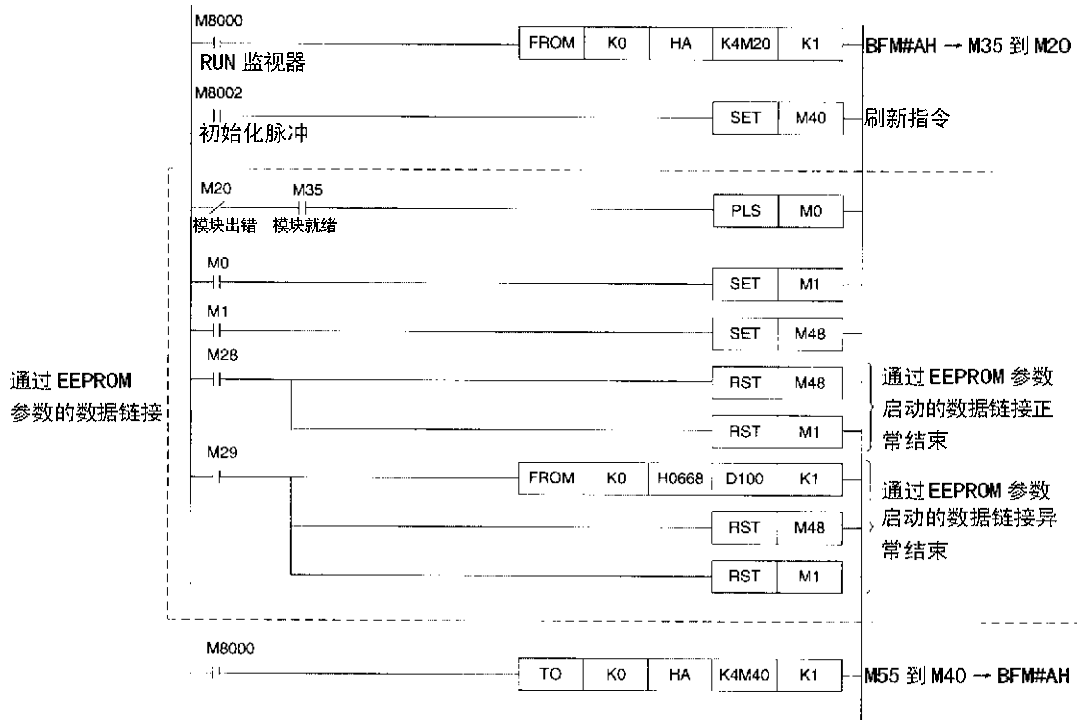 M8000
FROM K0 HA K4M20 K1 BFM#AH → M35 到 M20
RUN 监视器
M8002
SET M40 刷新指令
初始化脉冲
M20 M35
PLS M0
模块出错 模块就绪
M0
SET M1
M1
SET M48
M28
通过 EEPROM
参数的数据链接
RST M48
RST M1
通过 EEPROM 参数
启动的数据链接正
常结束
M29
FROM K0 H0668 D100 K1
RST M48
RST M1
通过 EEPROM 参数
启动的数据链接异
常结束
M8000
TO K0 HA K4M40 K1 M55 到 M40 → BFM#AH